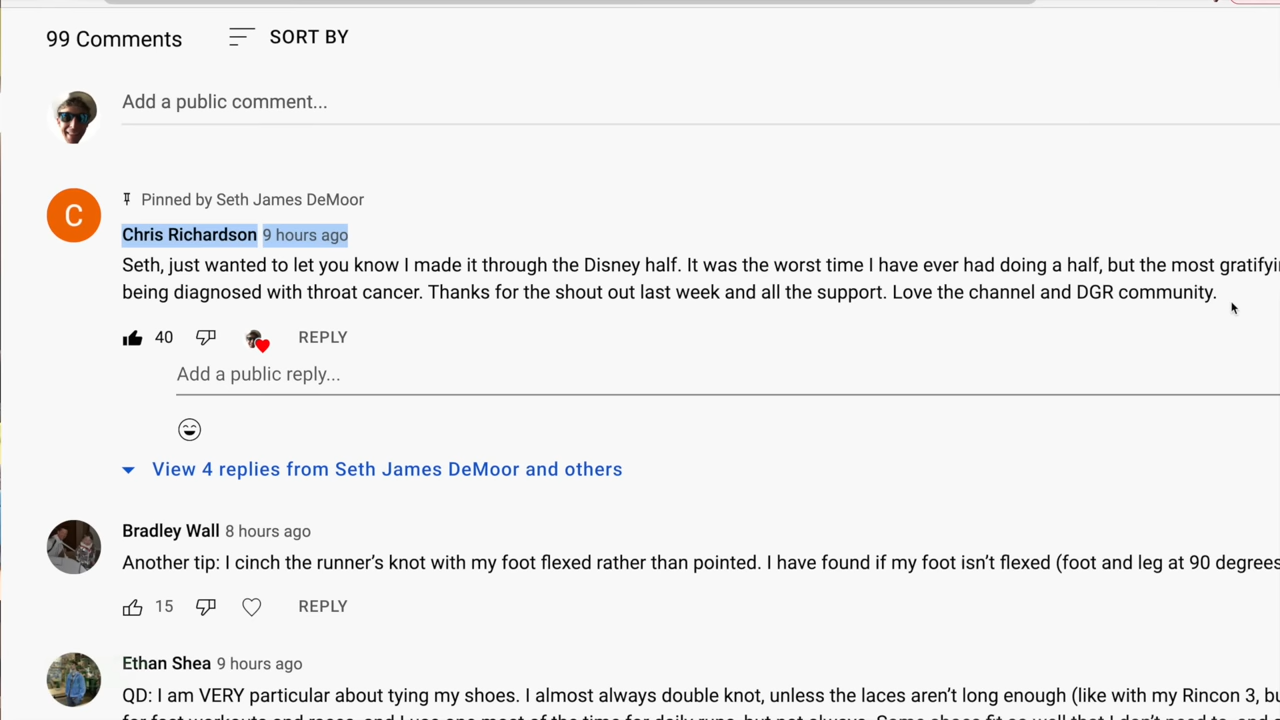 99 Comments
SORT BY
Add a public comment...
C
Pinned by Seth James DeMoor
Chris Richardson 9 hours ago
Seth, just wanted to let you know I made it through the Disney half. It was the worst time I have ever had doing a half, but the most
being diagnosed with throat cancer. Thanks for the shout out last week and all the support. Love the channel and DGR community.
40
REPLY
Add a public reply...
View 4 replies from Seth James DeMoor and others
Bradley Wall 8 hours ago
Another tip: I cinch the runner’s knot with my foot flexed rather than pointed. I have found if my foot isn’t flexed (foot and leg at 90 degrees
15
REPLY
Ethan Shea 9 hours ago
QD: I am VERY particular about tying my shoes. I almost always double knot, unless the laces aren’t long enough (like with my Rincon 3,